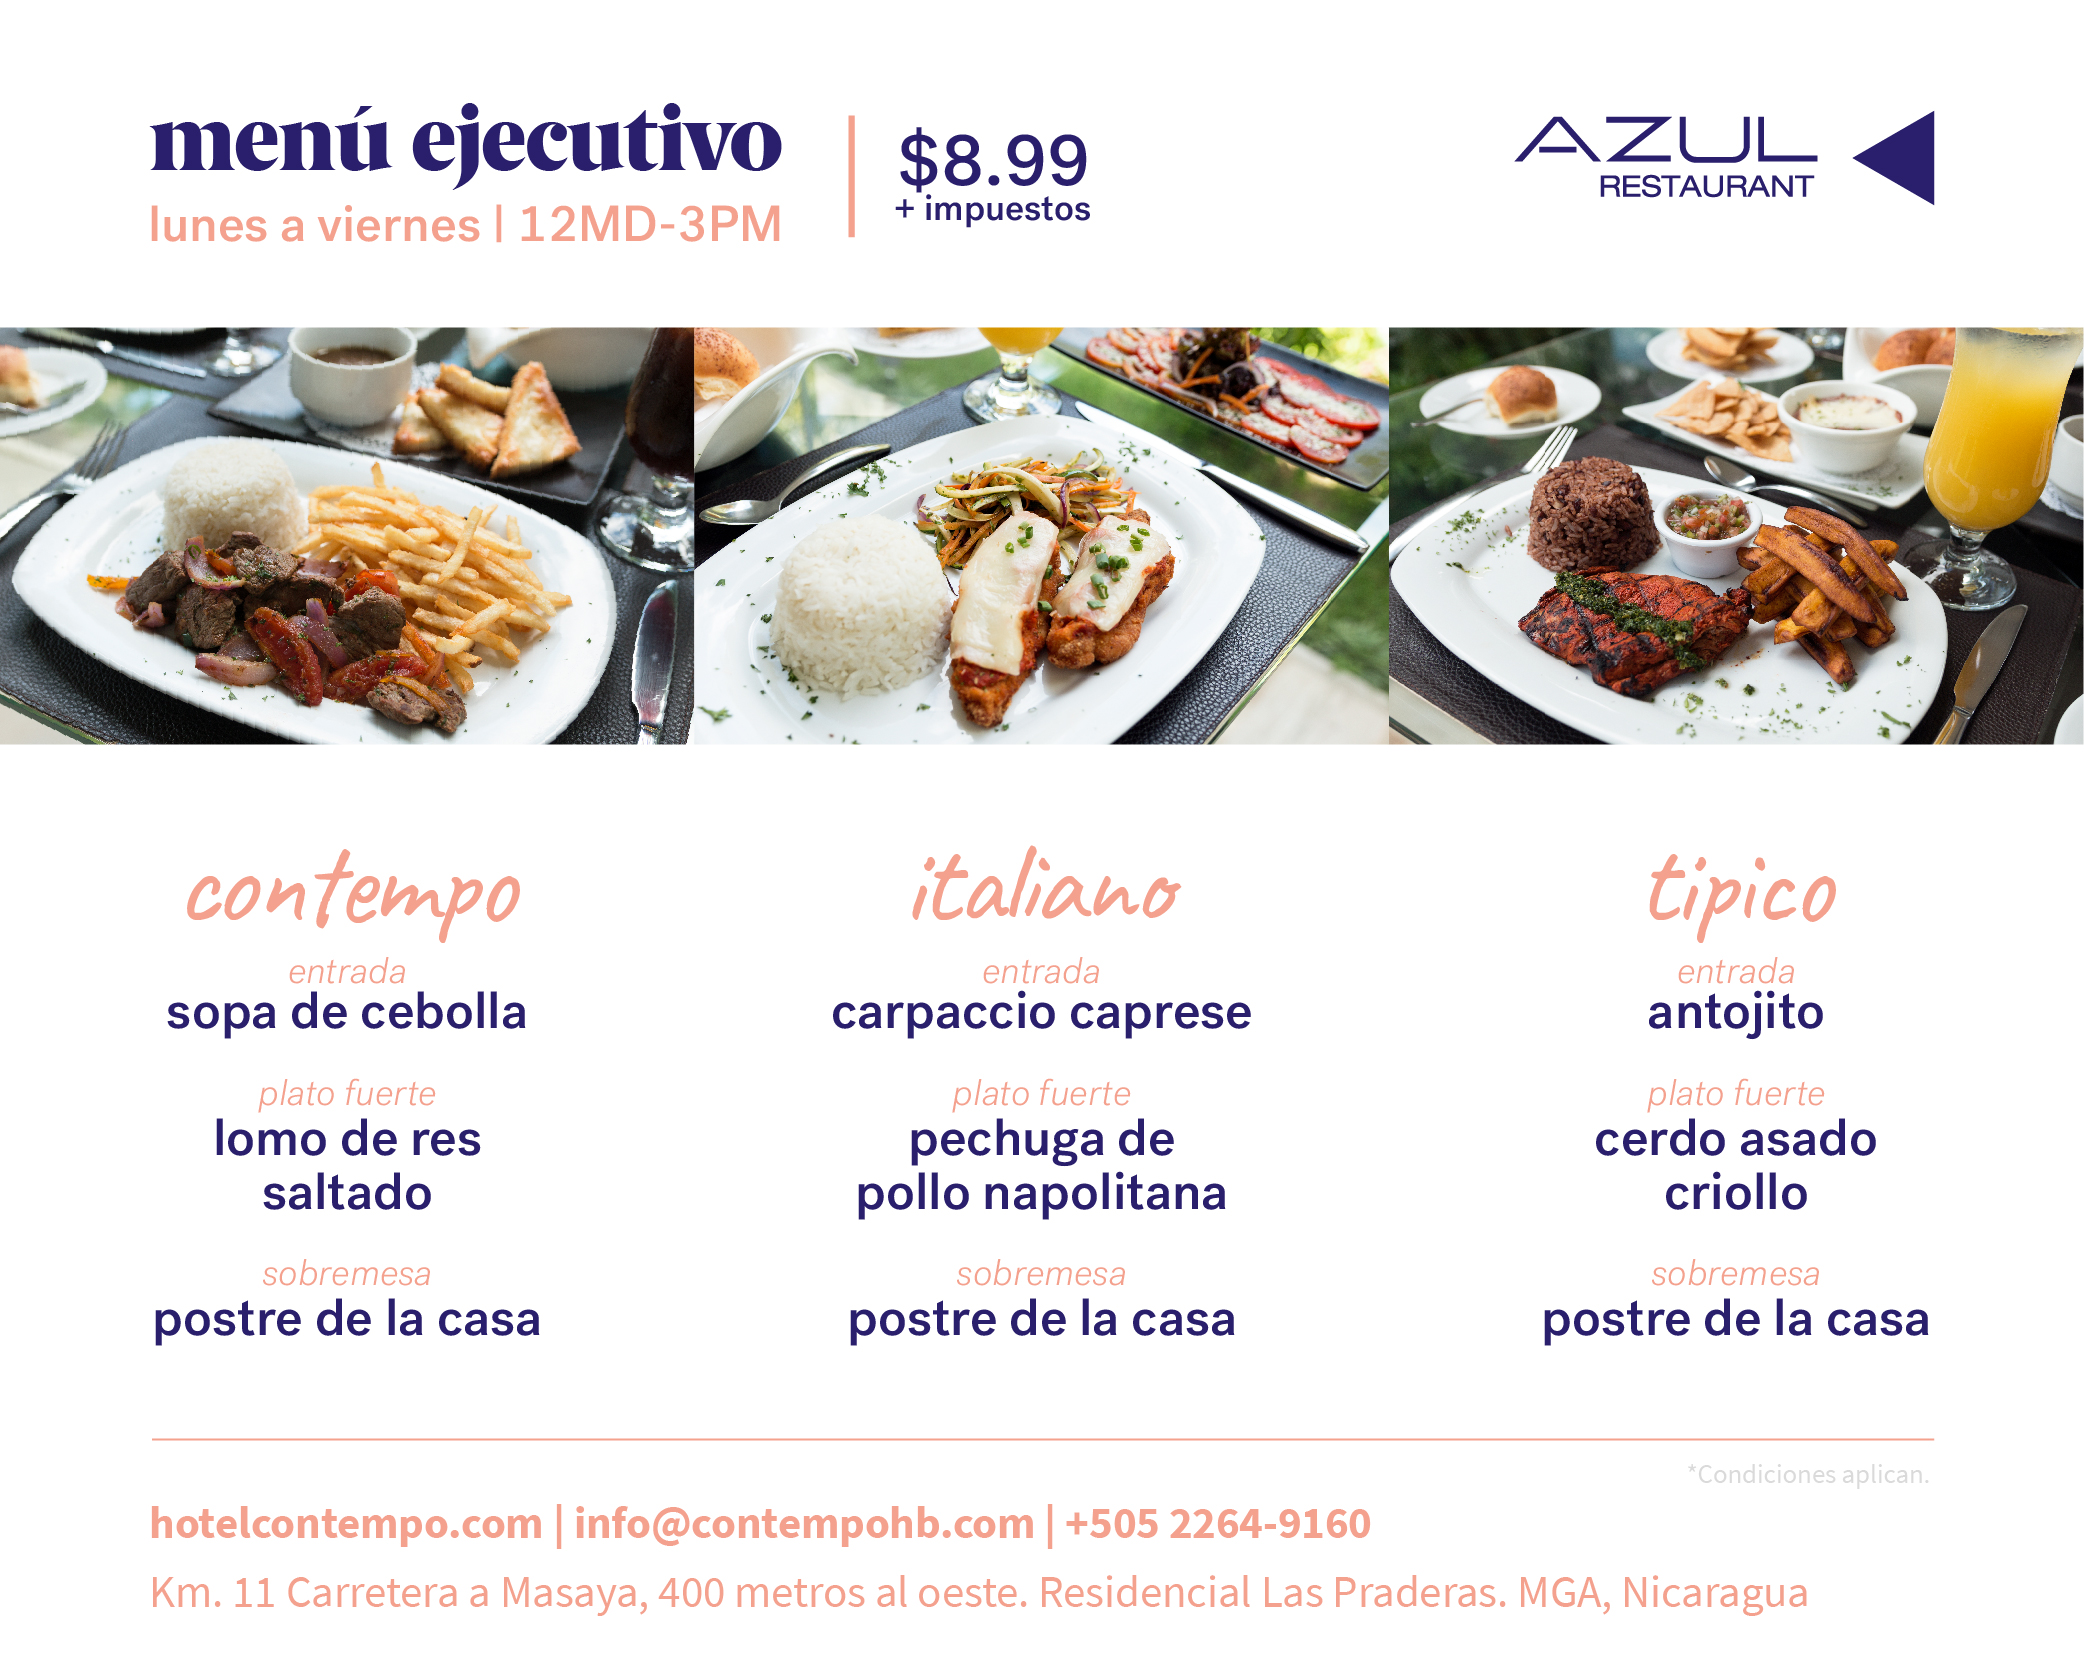 menú ejecutivo
lunes a viernes | 12MD-3PM
$8.99
+ impuestos
AZUL
RESTAURANT
contempo
entrada
sopa de cebolla
plato fuerte
lomo de res
saltado
sobremesa
postre de la casa
italiano
entrada
carpaccio caprese
plato fuerte
pechuga de
pollo napolitana
sobremesa
postre de la casa
tipico
entrada
antojito
plato fuerte
cerdo asado
criollo
sobremesa
postre de la casa
*Condiciones aplican.
hotelcontempo.com | info@contempohb.com | +505 2264-9160
Km. 11 Carretera a Masaya, 400 metros al oeste. Residencial Las Praderas. MGA, Nicaragua